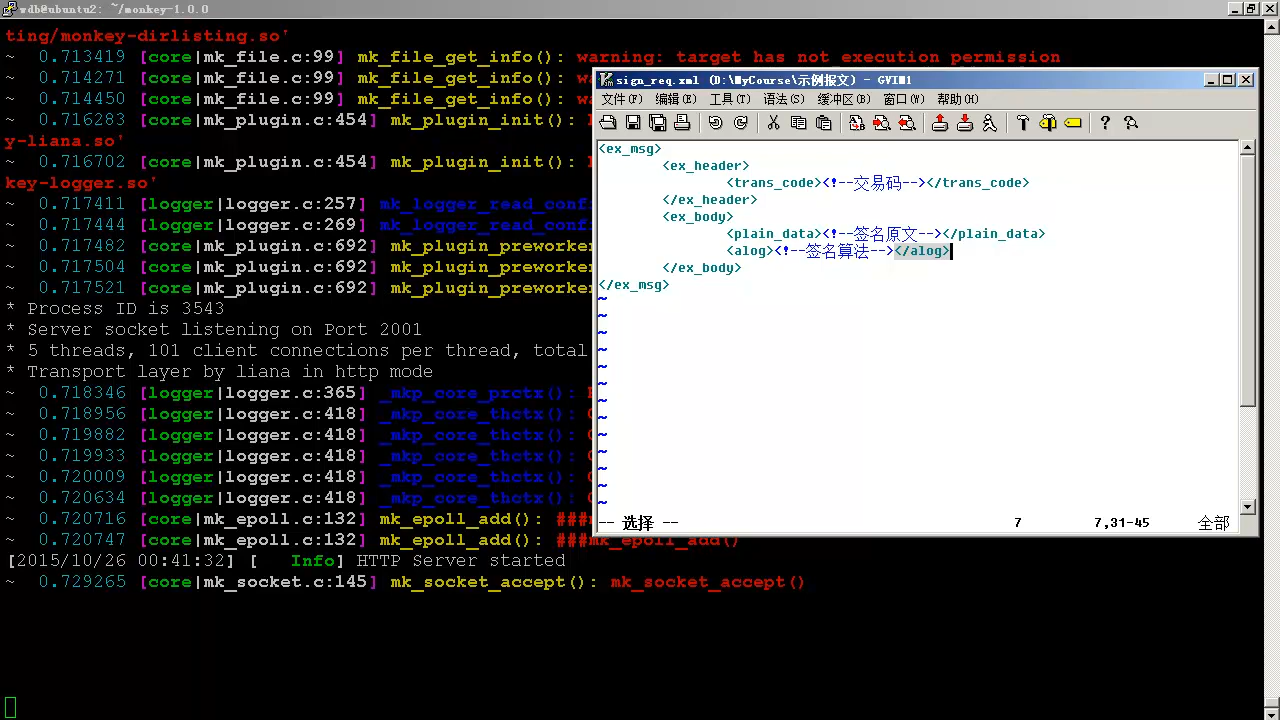 wdb@ubuntu2: ~/monkey-1.0.0
ting/monkey-dirlisting.so'
~ 0.713419 [core|mk_file.c:99] mk_file_get_info(): warning: target has not execution permission
~ 0.714271 [core|mk_file.c:99] mk_file_get_info():
~ 0.714450 [core|mk_file.c:99] mk_file_get_info():
~ 0.716283 [core|mk_plugin.c:454] mk_plugin_init():
y-liana.so'
~ 0.716702 [core|mk_plugin.c:454] mk_plugin_init():
key-logger.so'
~ 0.717411 [logger|logger.c:257] mk_logger_read_confi
~ 0.717444 [logger|logger.c:269] mk_logger_read_confi
~ 0.717482 [core|mk_plugin.c:692] mk_plugin_preworker
~ 0.717504 [core|mk_plugin.c:692] mk_plugin_preworker
~ 0.717521 [core|mk_plugin.c:692] mk_plugin_preworker
* Process ID is 3543
* Server socket listening on Port 2001
* 5 threads, 101 client connections per thread, total
* Transport layer by liana in http mode
~ 0.718346 [logger|logger.c:365] _mkp_core_prctx():
~ 0.718956 [logger|logger.c:418] _mkp_core_thctx():
~ 0.719882 [logger|logger.c:418] _mkp_core_thctx():
~ 0.719933 [logger|logger.c:418] _mkp_core_thctx():
~ 0.720009 [logger|logger.c:418] _mkp_core_thctx():
~ 0.720634 [logger|logger.c:418] _mkp_core_thctx():
~ 0.720716 [core|mk_epoll.c:132] mk_epoll_add():
~ 0.720747 [core|mk_epoll.c:132] mk_epoll_add(): ###mk_epoll_add()
[2015/10/26 00:41:32] [ Info] HTTP Server started
~ 0.729265 [core|mk_socket.c:145] mk_socket_accept(): mk_socket_accept()
sign_req.xml (D:\MyCourse\示例报文) - GVIM1
文件(F) 编辑(E) 工具(T) 语法(S) 缓冲区(B) 窗口(W) 帮助(H)
<ex_msg>
<ex_header>
<trans_code><!--交易码--></trans_code>
</ex_header>
<ex_body>
<plain_data><!--签名原文--></plain_data>
<alog><!--签名算法--></alog>
</ex_body>
</ex_msg>
~
~
~
~
~
~
~
~
~
~
~
~
~
-- 选择 -- 7 7,31-45 全部